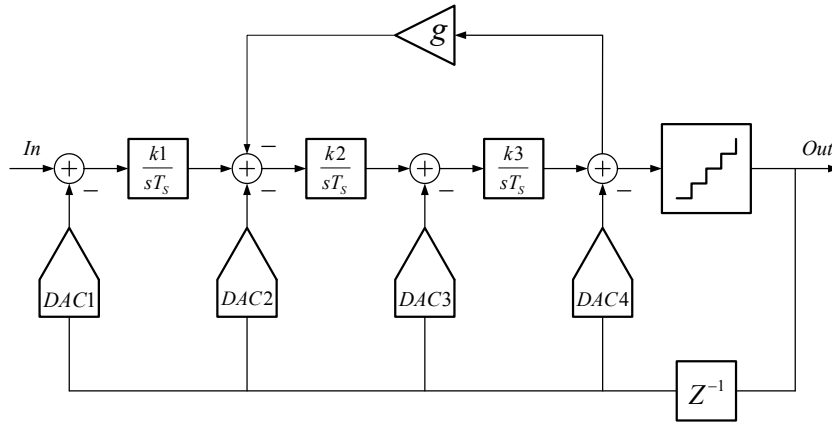 g
In
k1
sT_S
k2
sT_S
k3
sT_S
Out
DAC1
DAC2
DAC3
DAC4
Z^{-1}